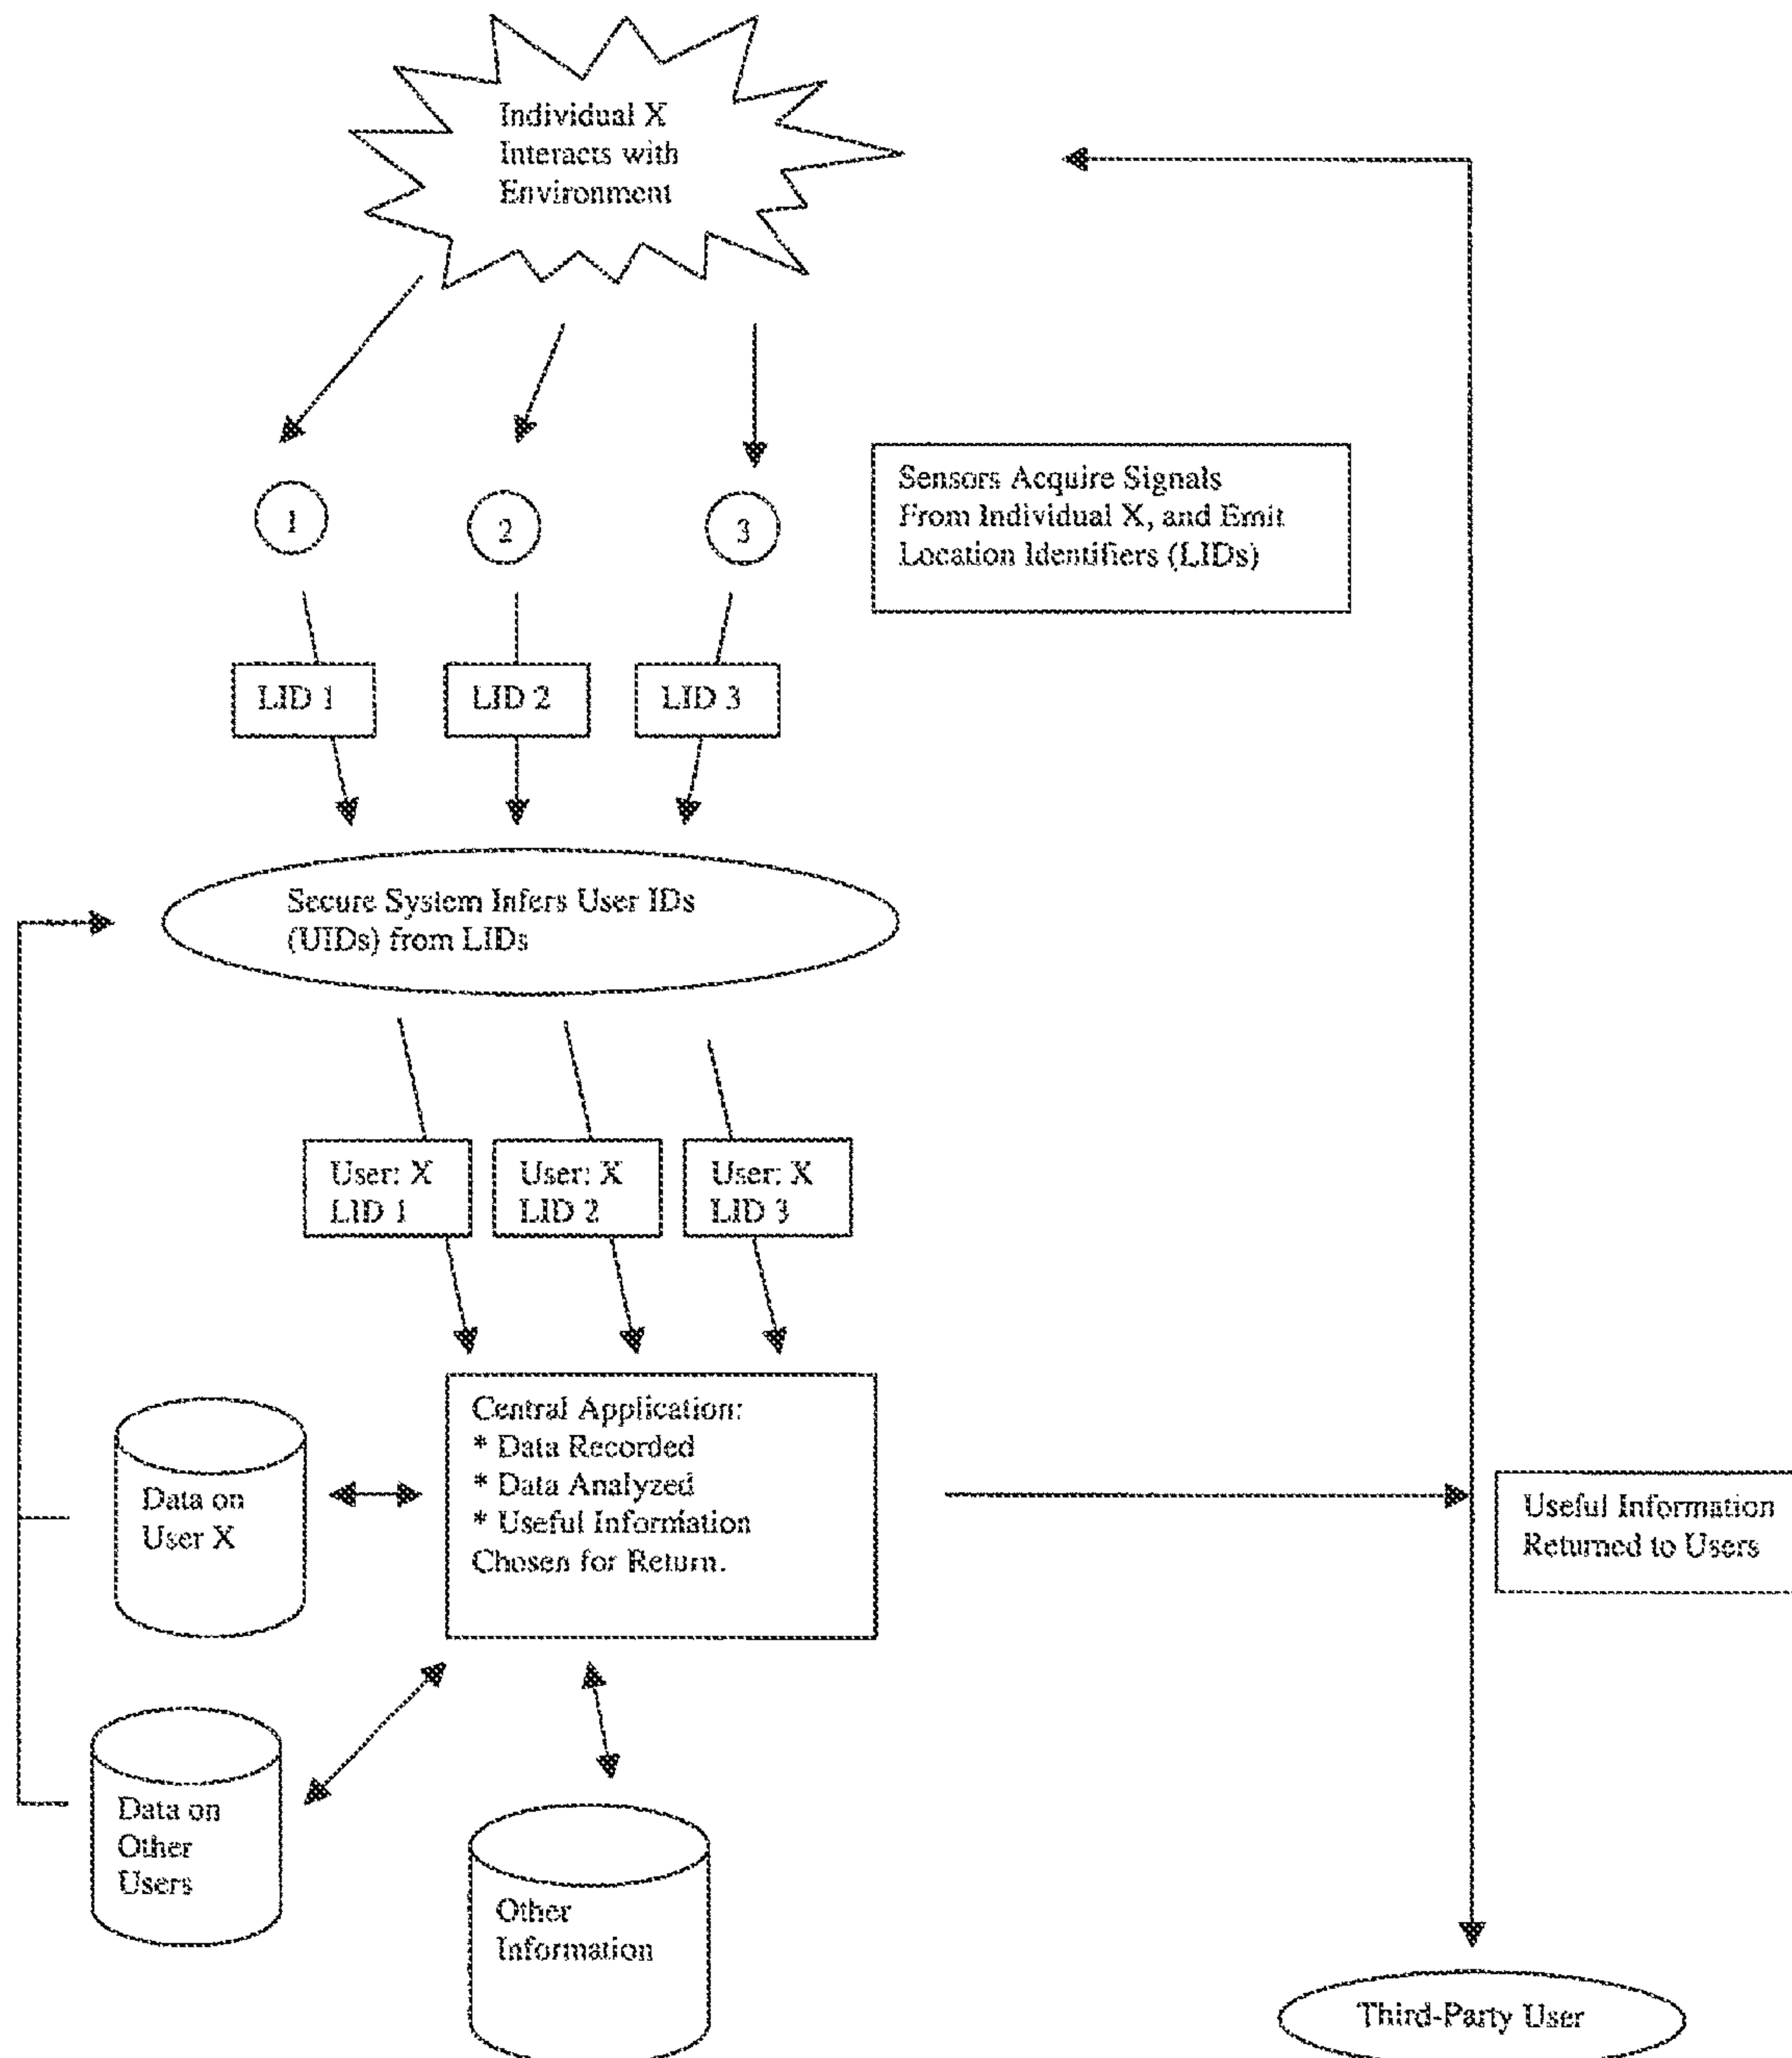 Individual X
Interacts with
Environment
1
2
3
Sensors Acquire Signals
From Individual X, and Emit
Location Identifiers (LIDs)
LID 1
LID 2
LID 3
Secure System Infers User IDs
(UIDs) from LIDs
User: X
LID 1
User: X
LID 2
User: X
LID 3
Central Application:
* Data Recorded
* Data Analyzed
* Useful Information
Chosen for Return.
Data on
User X
Useful Information
Returned to Users
Data on
Other
Users
Other
Information
Third-Party User